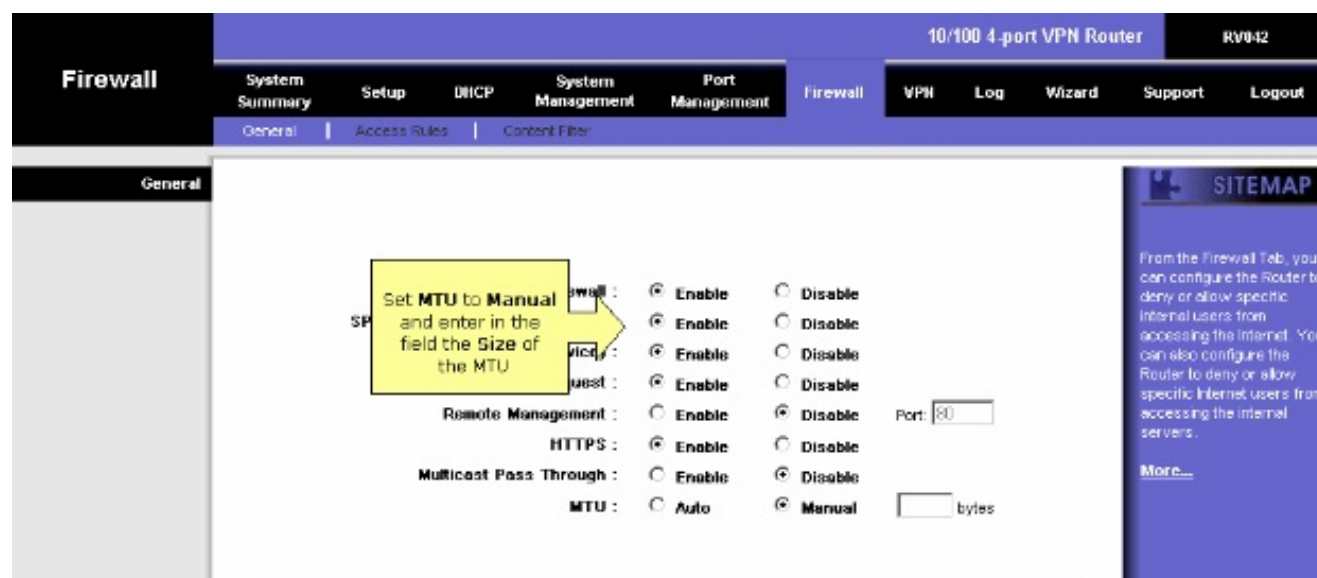 10/100 4-port VPN Router RV042
Firewall
System Summary Setup DHCP System Management Port Management Firewall VPN Log Wizard Support Logout
General | Access Rules | Content Filter
General
SITEMAP
Set MTU to Manual
and enter in the
field the Size of
the MTU
: Enable Disable
SP : Enable Disable
: Enable Disable
: Enable Disable
Remote Management : Enable Disable Port: 80
HTTPS : Enable Disable
Multicast Pass Through : Enable Disable
MTU : Auto Manual bytes
From the Firewall Tab, you
can configure the Router to
deny or allow specific
internal users from
accessing the Internet. You
can also configure the
Router to deny or allow
specific Internet users from
accessing the internal
servers.
More...